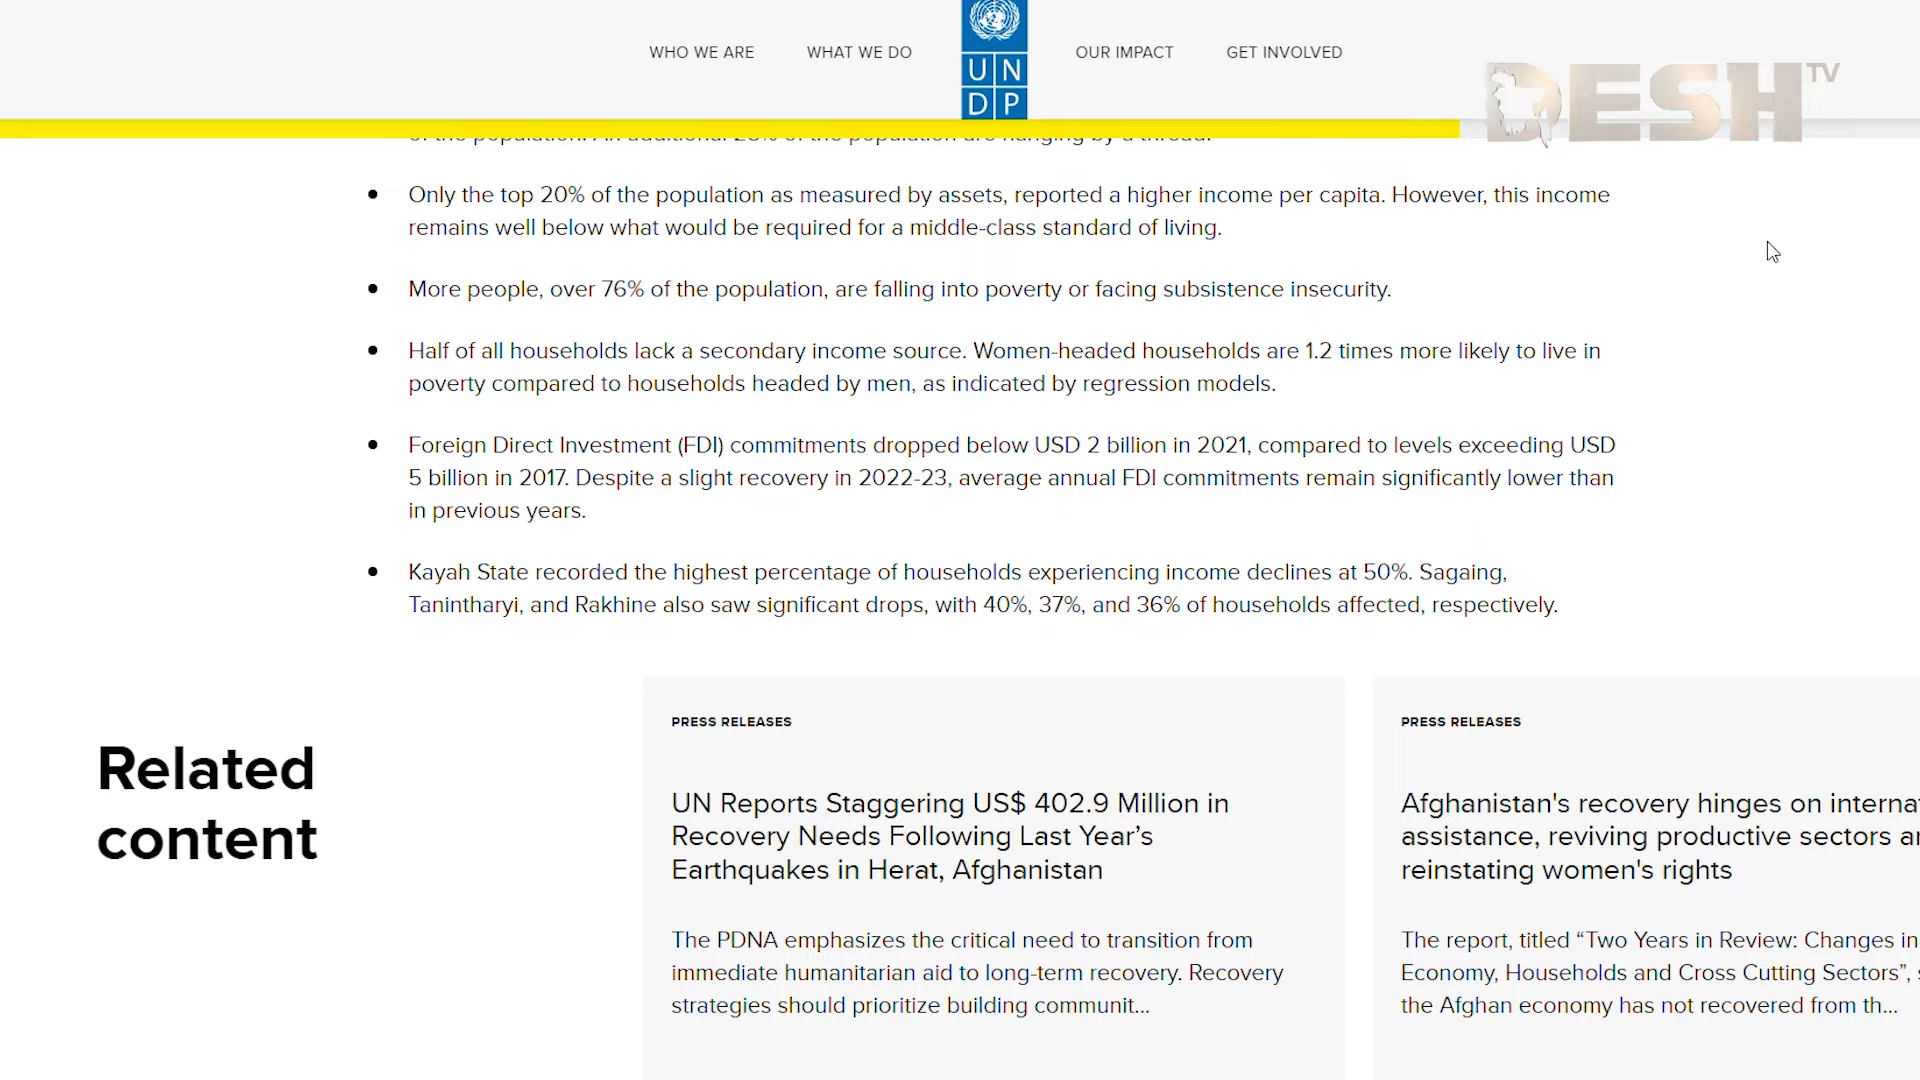 WHO WE ARE
WHAT WE DO
UN
DP
OUR IMPACT
GET INVOLVED
DESH TV
of the population. An additional 25% of the population are hanging by a thread.
Only the top 20% of the population as measured by assets, reported a higher income per capita. However, this income
remains well below what would be required for a middle-class standard of living.
More people, over 76% of the population, are falling into poverty or facing subsistence insecurity.
Half of all households lack a secondary income source. Women-headed households are 1.2 times more likely to live in
poverty compared to households headed by men, as indicated by regression models.
Foreign Direct Investment (FDI) commitments dropped below USD 2 billion in 2021, compared to levels exceeding USD
5 billion in 2017. Despite a slight recovery in 2022-23, average annual FDI commitments remain significantly lower than
in previous years.
Kayah State recorded the highest percentage of households experiencing income declines at 50%. Sagaing,
Tanintharyi, and Rakhine also saw significant drops, with 40%, 37%, and 36% of households affected, respectively.
Related
content
PRESS RELEASES
UN Reports Staggering US$ 402.9 Million in
Recovery Needs Following Last Year’s
Earthquakes in Herat, Afghanistan
The PDNA emphasizes the critical need to transition from
immediate humanitarian aid to long-term recovery. Recovery
strategies should prioritize building communit...
PRESS RELEASES
Afghanistan's recovery hinges on interna
assistance, reviving productive sectors a
reinstating women's rights
The report, titled “Two Years in Review: Changes in
Economy, Households and Cross Cutting Sectors”,
the Afghan economy has not recovered from th...